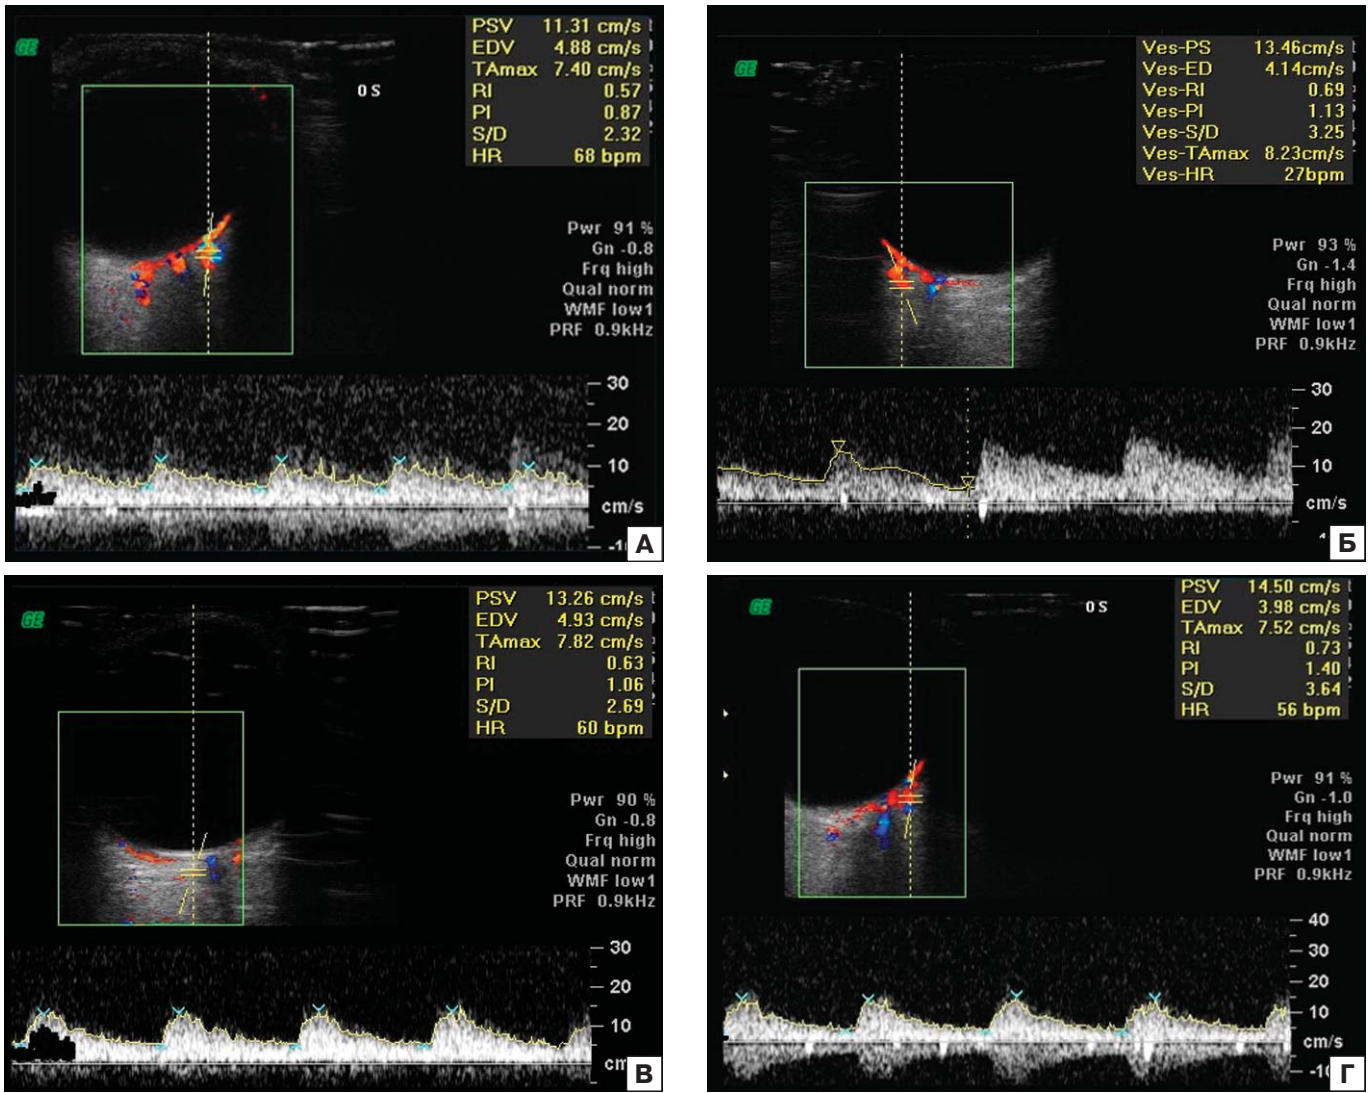 GE
PSV 11.31 cm/s
EDV 4.88 cm/s
TAmax 7.40 cm/s
RI 0.57
PI 0.87
S/D 2.32
HR 68 bpm
0 S
Pwr 91 %
Gn -0.8
Frq high
Qual norm
WMF low1
PRF 0.9kHz
30
20
10
cm/s
А
GE
Ves-PS 13.46cm/s
Ves-ED 4.14cm/s
Ves-RI 0.69
Ves-PI 1.13
Ves-S/D 3.25
Ves-TAmax 8.23cm/s
Ves-HR 27bpm
Pwr 93 %
Gn -1.4
Frq high
Qual norm
WMF low1
PRF 0.9kHz
30
20
10
cm/s
Б
GE
PSV 13.26 cm/s
EDV 4.93 cm/s
TAmax 7.82 cm/s
RI 0.63
PI 1.06
S/D 2.69
HR 60 bpm
Pwr 90 %
Gn -0.8
Frq high
Qual norm
WMF low1
PRF 0.9kHz
30
20
10
В
GE
PSV 14.50 cm/s
EDV 3.98 cm/s
TAmax 7.52 cm/s
RI 0.73
PI 1.40
S/D 3.64
HR 56 bpm
0 S
Pwr 91 %
Gn -1.0
Frq high
Qual norm
WMF low1
PRF 0.9kHz
40
30
20
10
cm/s
Г